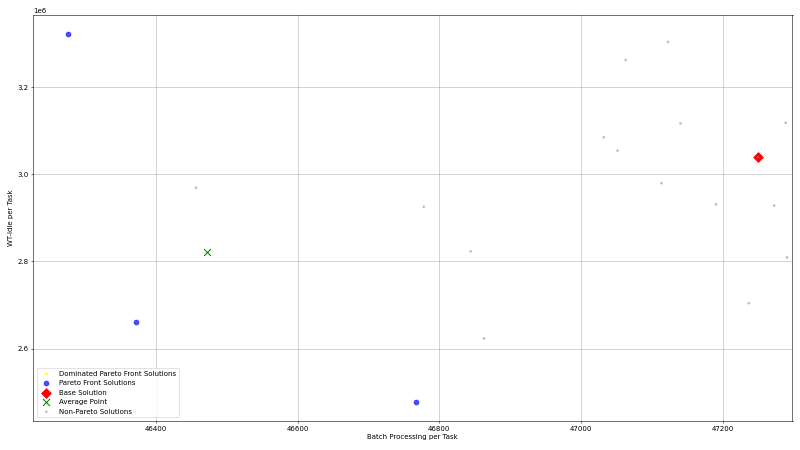 1e6
3.2
3.0
2.8
2.6
WT-Idle per Task
Dominated Pareto Front Solutions
Pareto Front Solutions
Base Solution
Average Point
Non-Pareto Solutions
46400
46600
46800
47000
47200
Batch Processing per Task